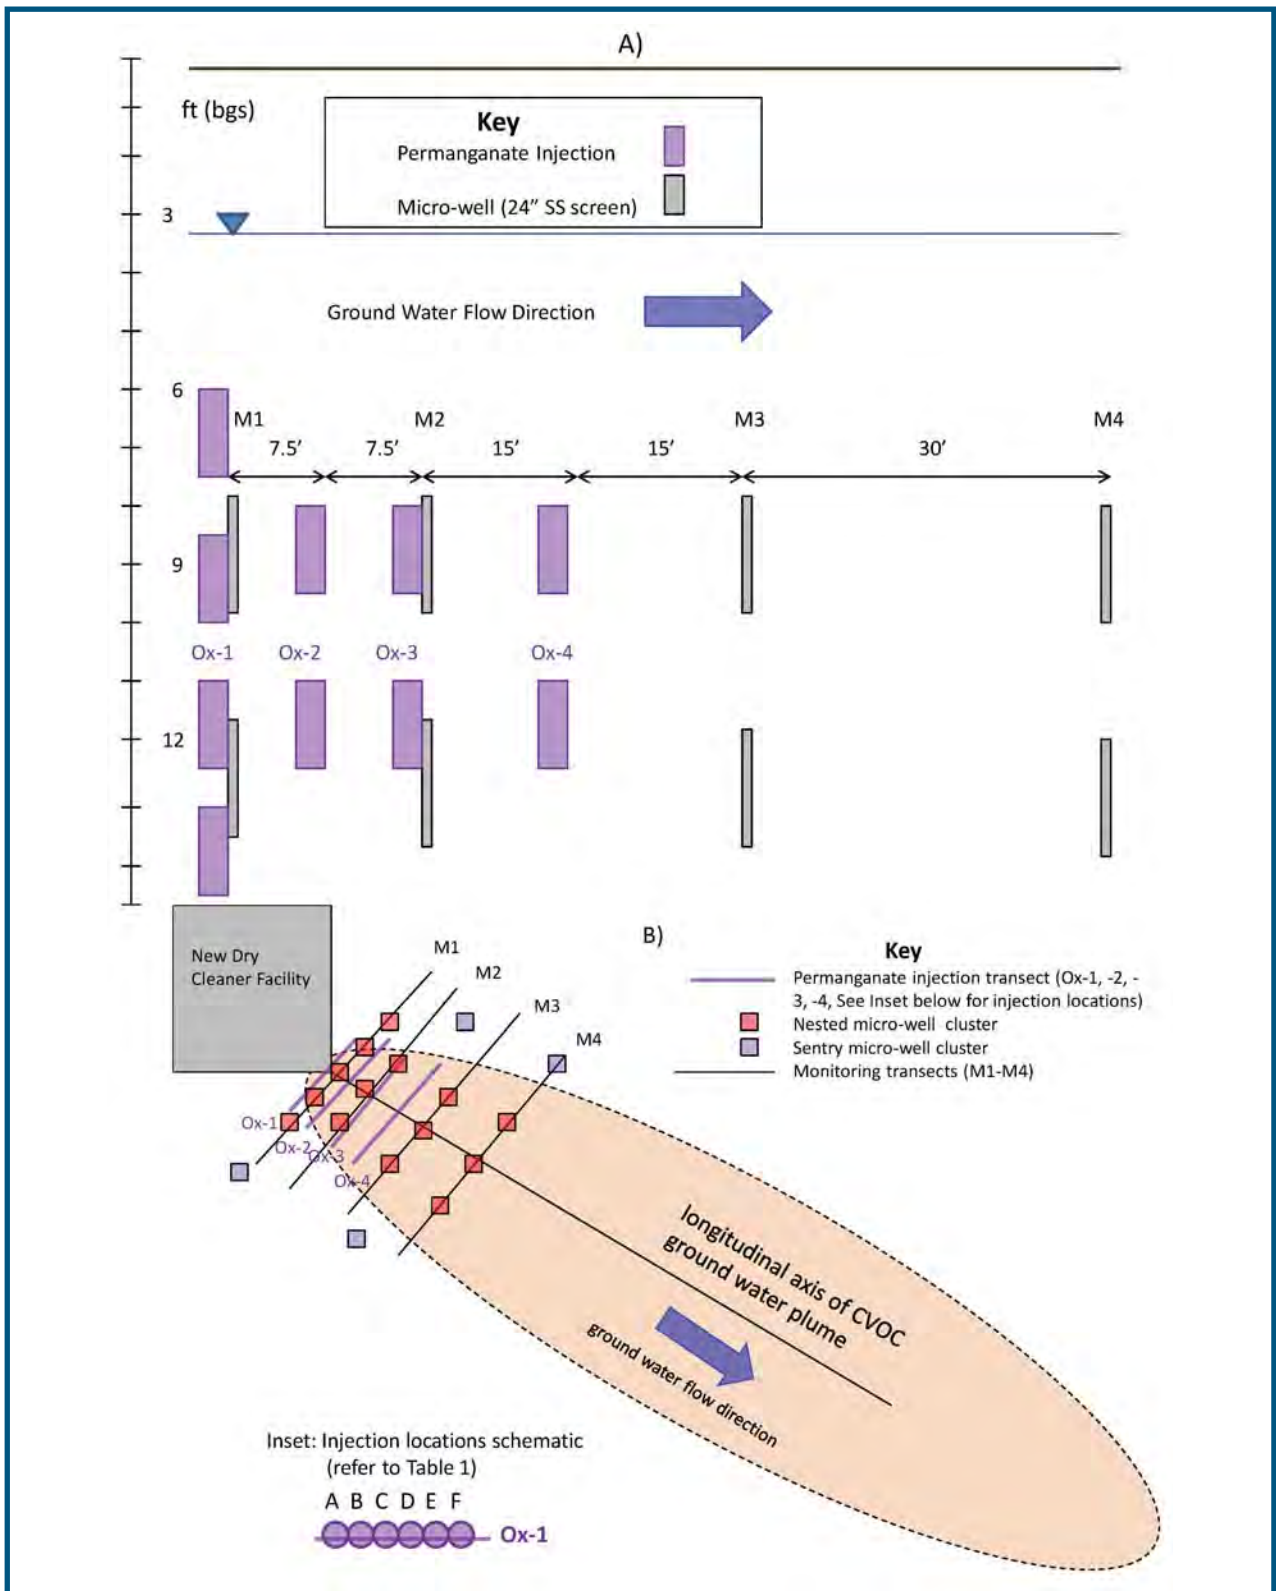 A)
ft (bgs)
Key
Permanganate Injection
Micro-well (24” SS screen)
3
Ground Water Flow Direction
6
M1
M2
M3
M4
7.5’
7.5’
15’
15’
30’
9
Ox-1
Ox-2
Ox-3
Ox-4
12
New Dry
Cleaner Facility
B)
Key
Permanganate injection transect (Ox-1, -2, -
3, -4, See Inset below for injection locations)
Nested micro-well cluster
Sentry micro-well cluster
Monitoring transects (M1-M4)
M1
M2
M3
M4
Ox-1
Ox-2
Ox-3
Ox-4
longitudinal axis of CVOC
ground water plume
ground water flow direction
Inset: Injection locations schematic
(refer to Table 1)
A B C D E F
Ox-1